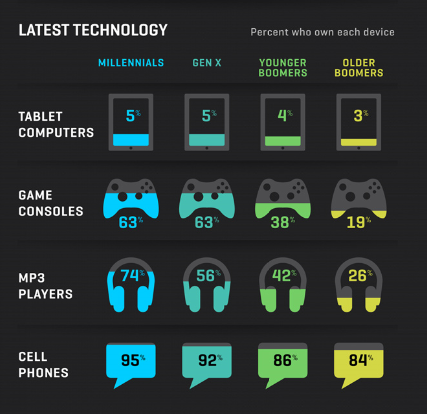 LATEST TECHNOLOGY
Percent who own each device
MILLENNIALS GEN X YOUNGER BOOMERS OLDER BOOMERS
TABLET COMPUTERS
5% 5% 4% 3%
GAME CONSOLES
63% 63% 38% 19%
MP3 PLAYERS
74% 56% 42% 26%
CELL PHONES
95% 92% 86% 84%